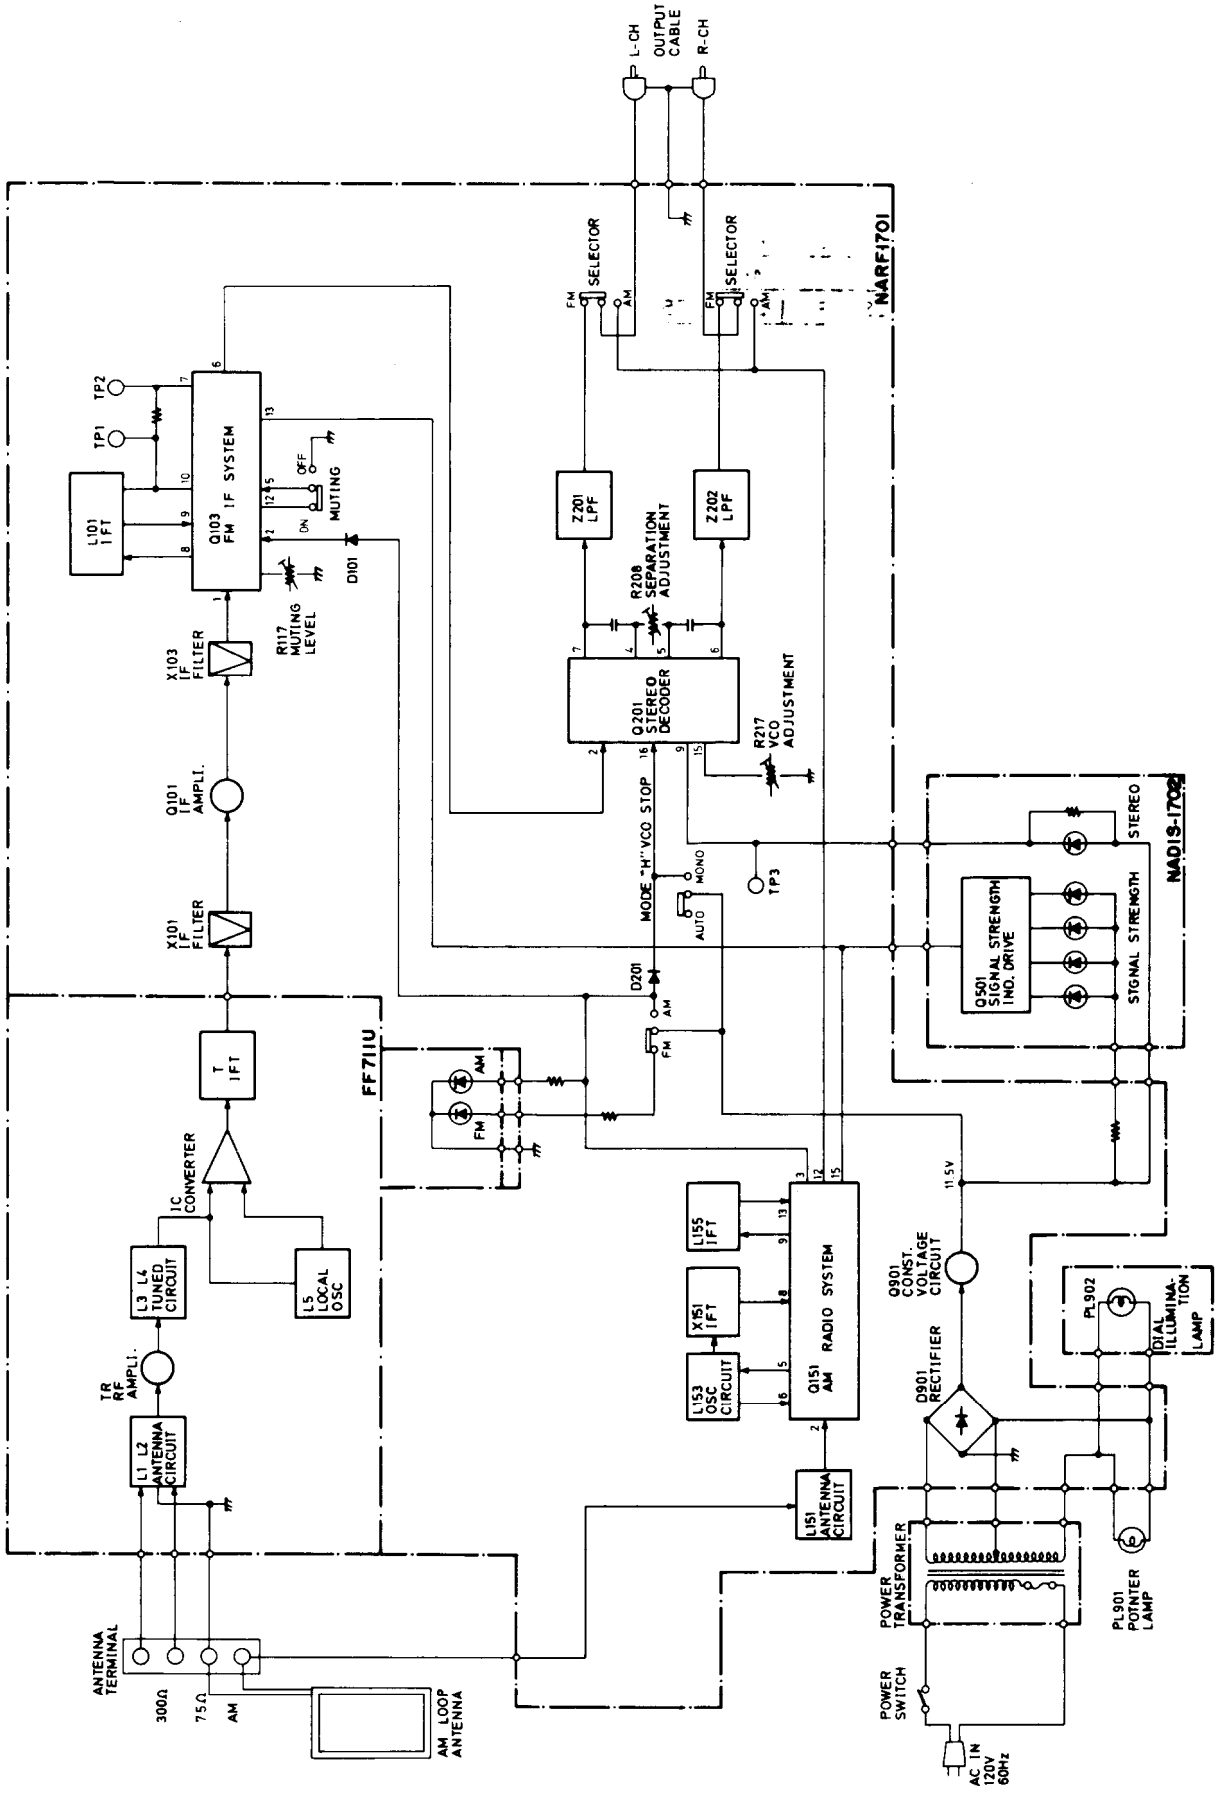 ANTENNA
TERMINAL
300Ω
75Ω
AM
AM LOOP
ANTENNA
L1 L2
ANTENNA
CIRCUIT
TR
RF
AMPLI.
L3 L4
TUNED
CIRCUIT
L5
LOCAL
OSC
IC
CONVERTER
T
IFT
FF711U
X101
IF
FILTER
Q101
IF
AMPLI.
X103
IF
FILTER
1
L101
IFT
8
9
10
7
6
TP1
TP2
Q103
FM IF SYSTEM
2
12
5
13
R117
MUTING
LEVEL
D101
ON
OFF
MUTING
FM
AM
FM
AM
D201
MODE "H" VCO STOP
AUTO
MONO
TP3
2
16
9
15
Q201
STEREO
DECODER
7
4
5
6
R208
SEPARATION
ADJUSTMENT
R217
VCO
ADJUSTMENT
Z201
LPF
Z202
LPF
FM
AM
SELECTOR
FM
AM
SELECTOR
NARF1701
L-CH
OUTPUT
CABLE
R-CH
L151
ANTENNA
CIRCUIT
2
Q151
AM RADIO SYSTEM
6
5
8
9
13
3
12
15
L153
OSC
CIRCUIT
X151
IFT
L155
IFT
Q501
SIGNAL STRENGTH
IND. DRIVE
STGNAL STRENGTH
STEREO
NADIS-1702
AC IN
120V
60Hz
POWER
SWITCH
POWER
TRANSFORMER
D901
RECTIFIER
Q901
CONST.
VOLTAGE
CIRCUIT
11.5V
PL901
POTNTER
LAMP
PL902
DIAL
ILLUMINA-
TION
LAMP